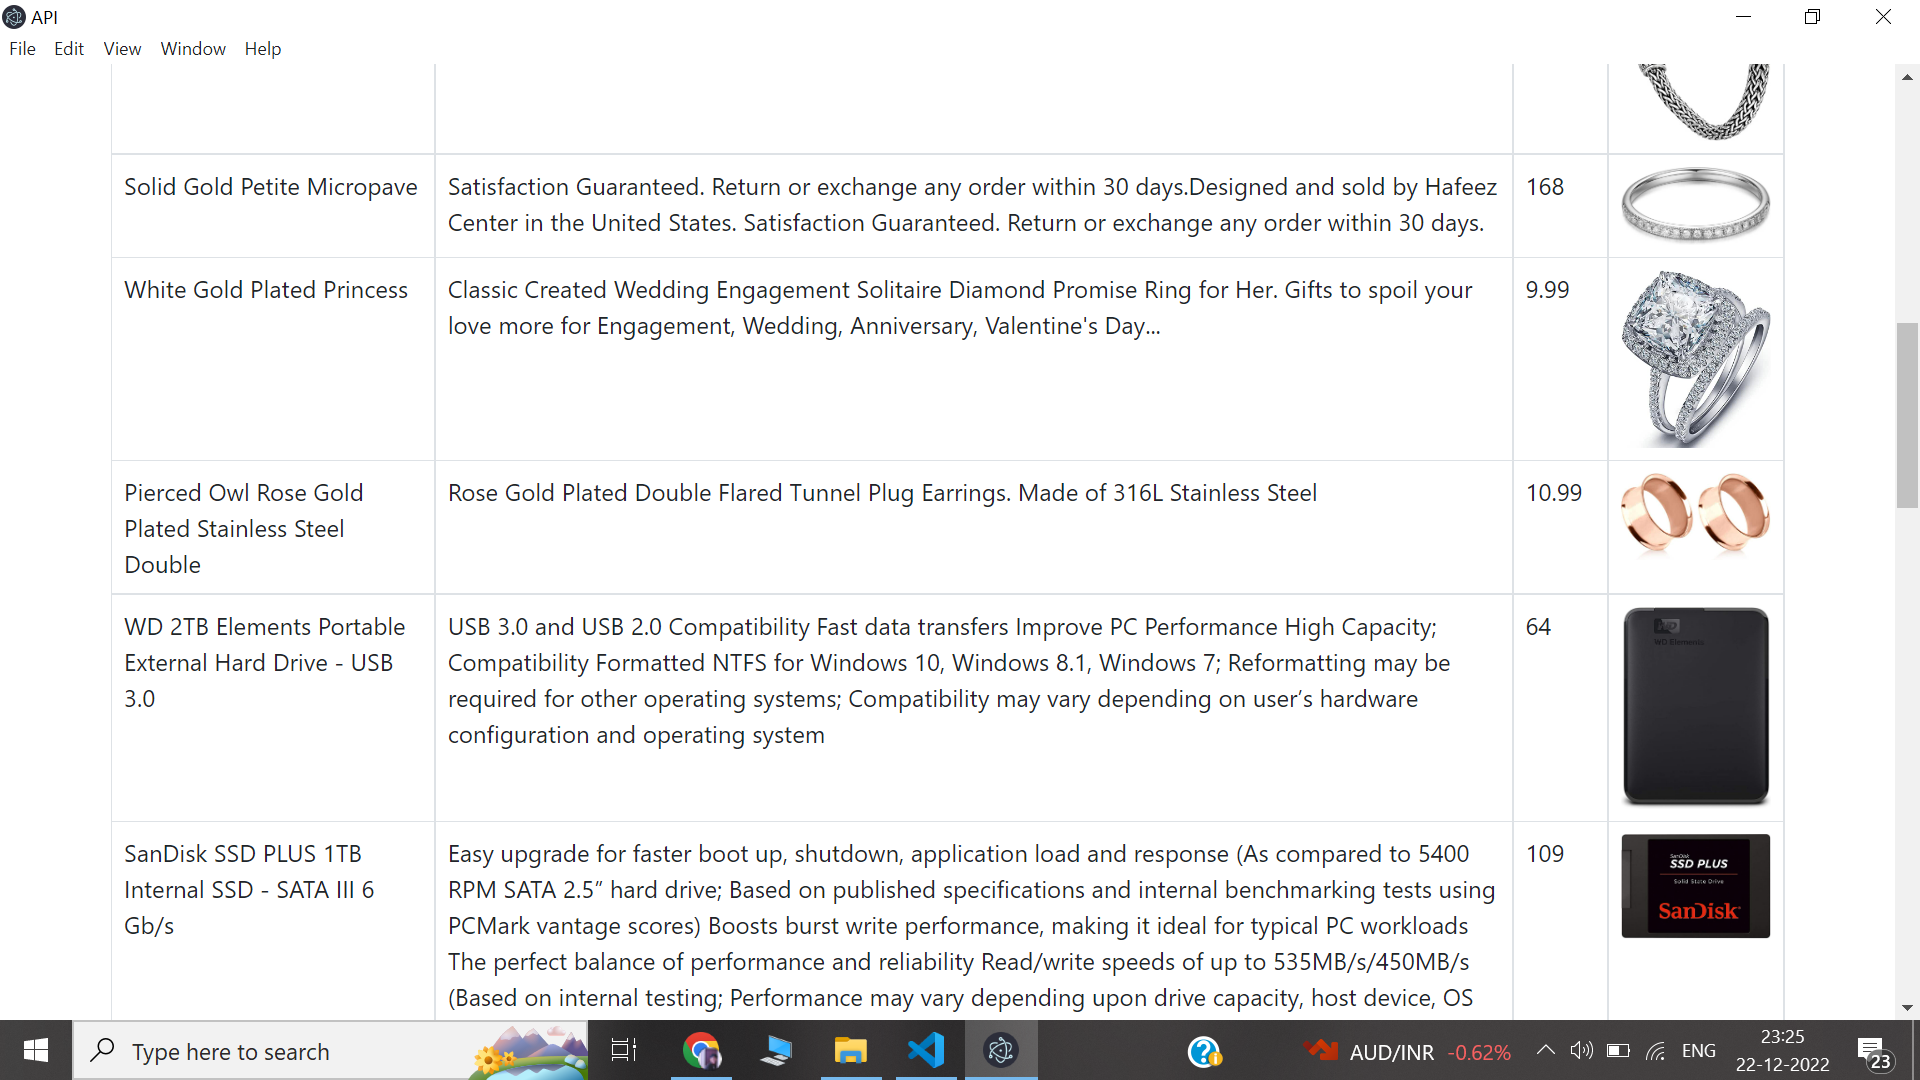 API
File Edit View Window Help
Solid Gold Petite Micropave
Satisfaction Guaranteed. Return or exchange any order within 30 days.Designed and sold by Hafeez
Center in the United States. Satisfaction Guaranteed. Return or exchange any order within 30 days.
168
White Gold Plated Princess
Classic Created Wedding Engagement Solitaire Diamond Promise Ring for Her. Gifts to spoil your
love more for Engagement, Wedding, Anniversary, Valentine's Day...
9.99
Pierced Owl Rose Gold
Plated Stainless Steel
Double
Rose Gold Plated Double Flared Tunnel Plug Earrings. Made of 316L Stainless Steel
10.99
WD 2TB Elements Portable
External Hard Drive - USB
3.0
USB 3.0 and USB 2.0 Compatibility Fast data transfers Improve PC Performance High Capacity;
Compatibility Formatted NTFS for Windows 10, Windows 8.1, Windows 7; Reformatting may be
required for other operating systems; Compatibility may vary depending on user’s hardware
configuration and operating system
64
WD
WD Elements
SanDisk SSD PLUS 1TB
Internal SSD - SATA III 6
Gb/s
Easy upgrade for faster boot up, shutdown, application load and response (As compared to 5400
RPM SATA 2.5” hard drive; Based on published specifications and internal benchmarking tests using
PCMark vantage scores) Boosts burst write performance, making it ideal for typical PC workloads
The perfect balance of performance and reliability Read/write speeds of up to 535MB/s/450MB/s
(Based on internal testing; Performance may vary depending upon drive capacity, host device, OS
109
SanDisk
SSD PLUS
Solid State Drive
SanDisk
Type here to search
AUD/INR -0.62%
ENG
23:25
22-12-2022
23